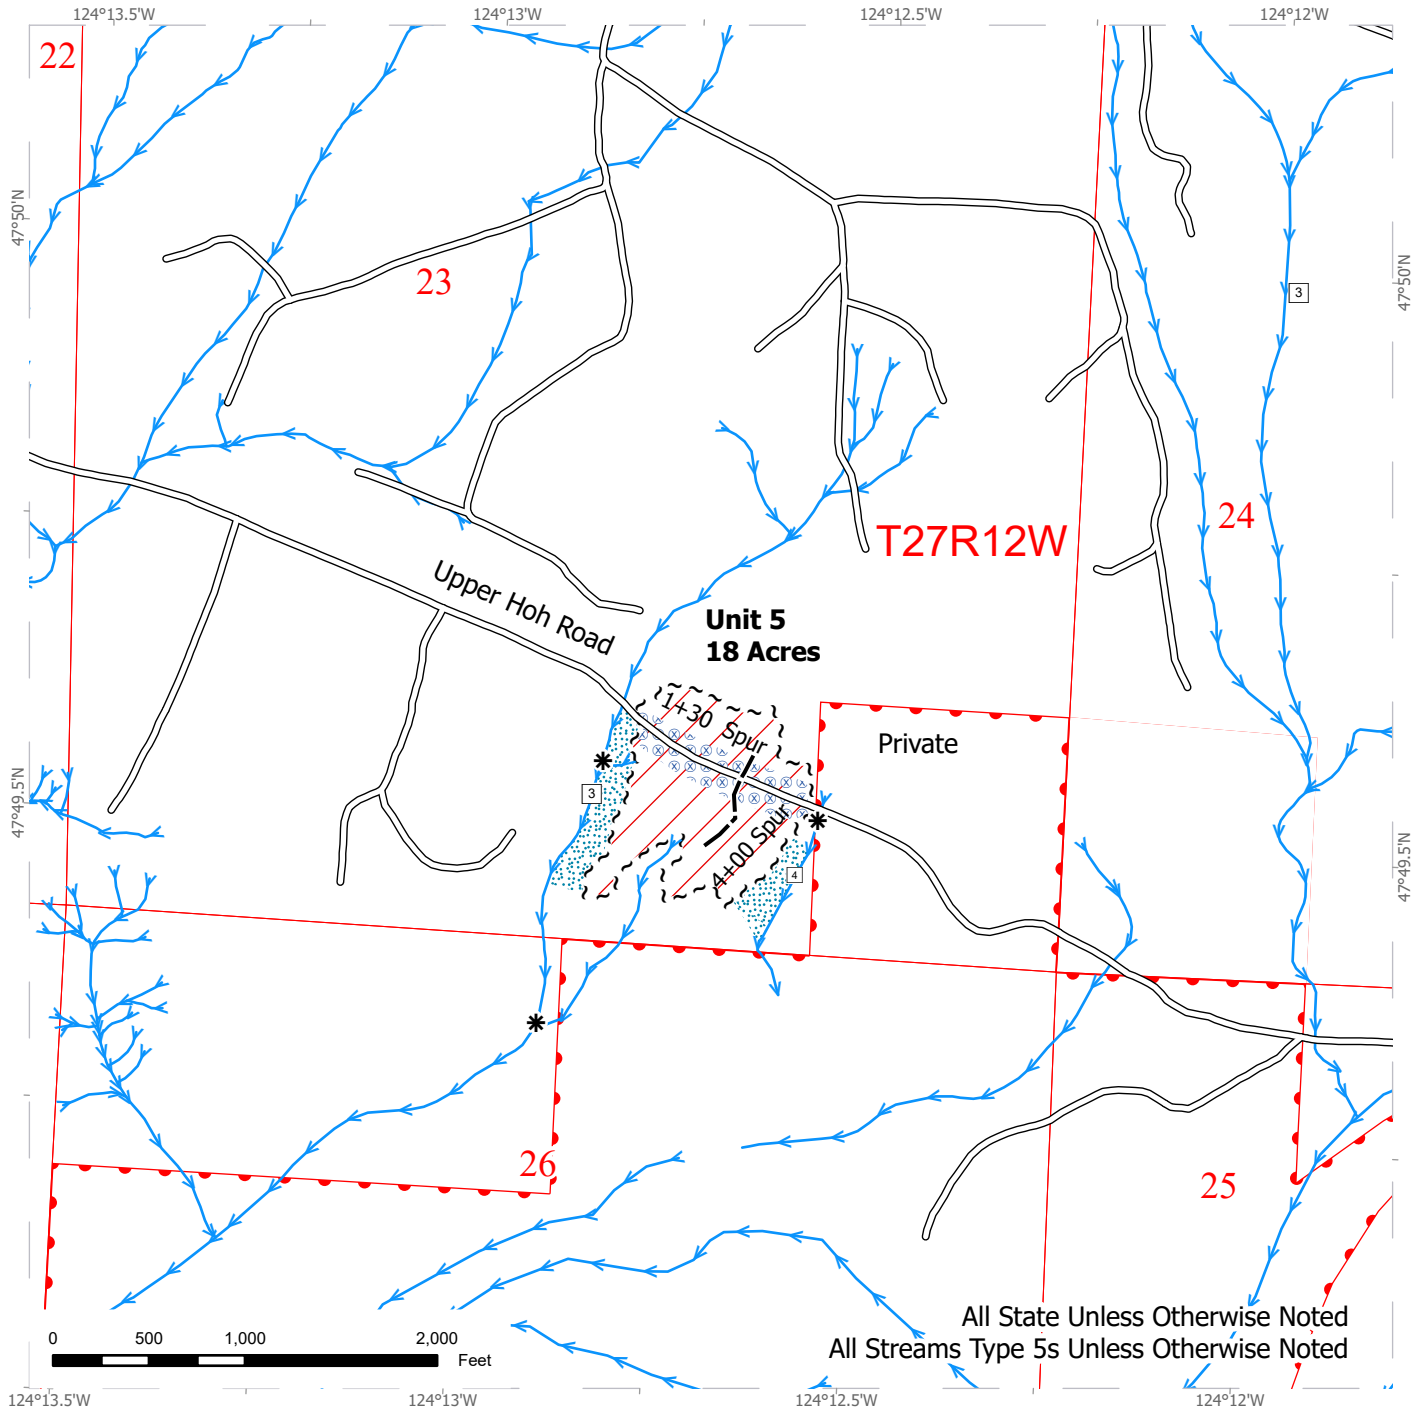 124°13.5'W
124°13'W
124°12.5'W
124°12'W
22
47°50'N
47°50'N
23
3
24
T27R12W
Upper Hoh Road
Unit 5
18 Acres
1+30 Spur
Private
3
4+00 Spur
4
47°49.5'N
47°49.5'N
26
25
All State Unless Otherwise Noted
All Streams Type 5s Unless Otherwise Noted
0 500 1,000 2,000
Feet
124°13.5'W
124°13'W
124°12.5'W
124°12'W